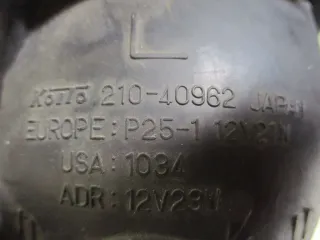 L
KOITO 210-40962 JAPAN
EUROPE:P25-1 12V21W
USA:1034
ADR:12V23W